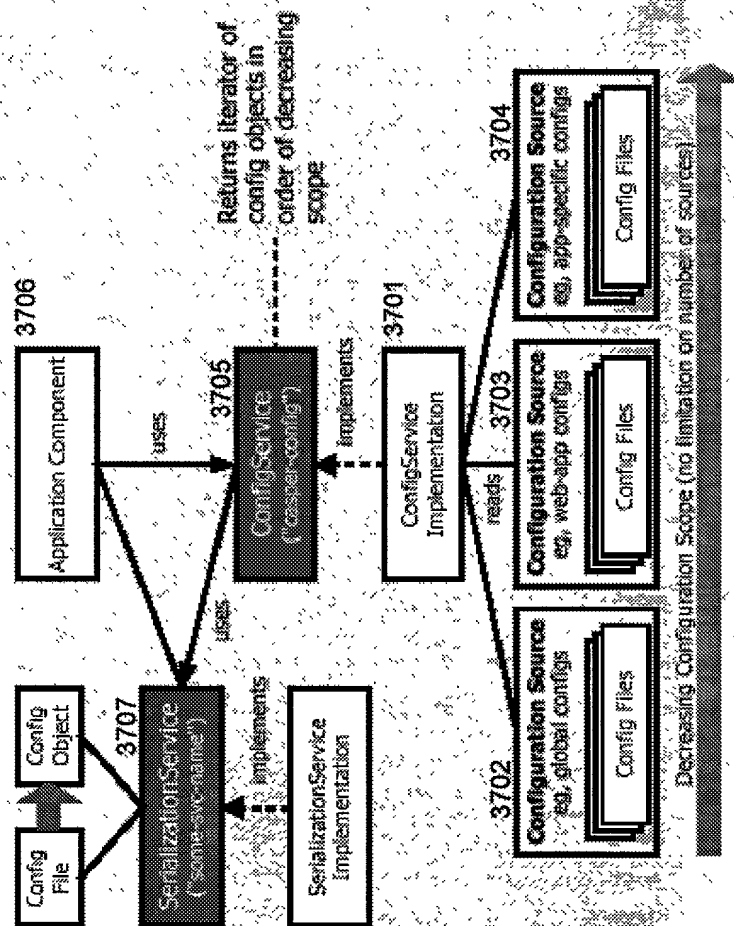 Config
File
Config
Object
3707
SerializationService
("some-svc-name")
implements
SerializationService
Implementation
Application Component
3706
uses
uses
3705
ConfigService
Returns iterator of
config objects in
order of decreasing
scope
implements
3701
ConfigService
Implementation
reads
3702
Configuration Source
eg, global configs
Config Files
3703
Configuration Source
eg, web-app configs
Config Files
3704
Configuration Source
eg, app-specific configs
Config Files
Decreasing Configuration Scope (no limitation on number of sources)